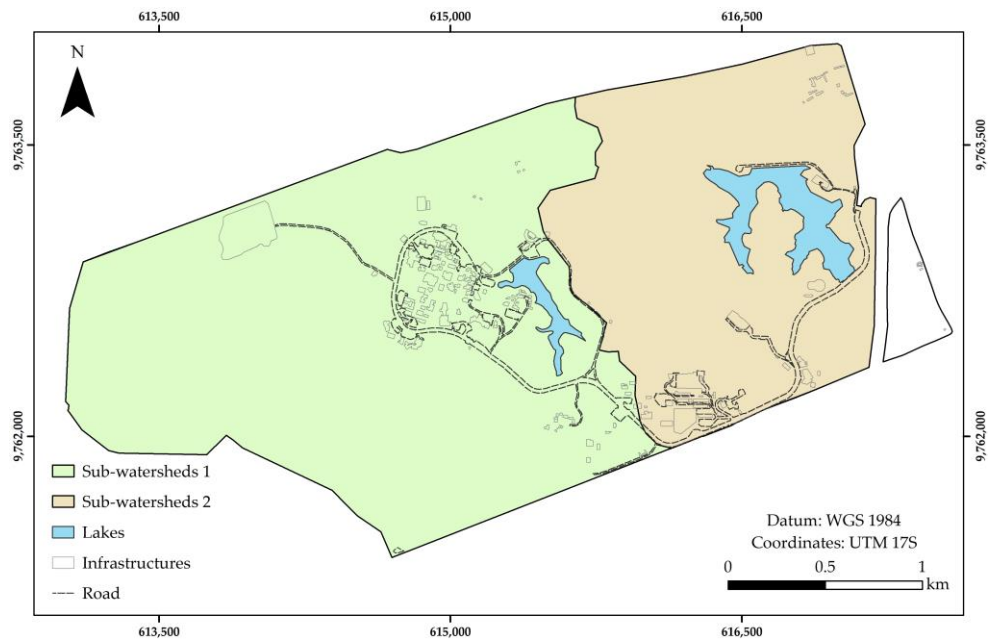 613,500 615,000 616,500
N
9,763,500 9,763,500
9,762,000 9,762,000
Sub-watersheds 1
Sub-watersheds 2
Lakes
Infrastructures
Road
Datum: WGS 1984
Coordinates: UTM 17S
0 0.5 1
km
613,500 615,000 616,500